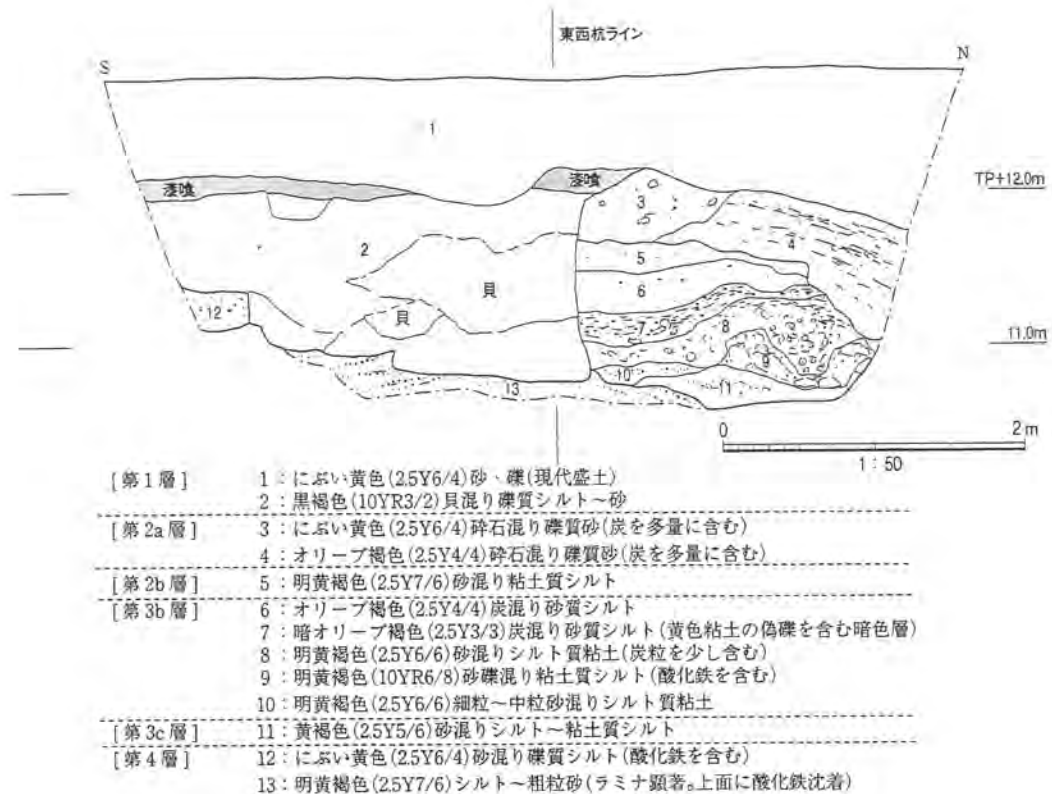 東西杭ライン
S
N
1
漆喰
漆喰
TP+12.0m
3
4
2
5
貝
6
貝
12
7
8
11.0m
9
10
11
13
0 2m
1:50
[第1層] 1:にぶい黄色(2.5Y6/4)砂、礫(現代盛土)
2:黒褐色(10YR3/2)貝混り礫質シルト~砂
[第2a層] 3:にぶい黄色(2.5Y6/4)砕石混り礫質砂(炭を多量に含む)
4:オリーブ褐色(2.5Y4/4)砕石混り礫質砂(炭を多量に含む)
[第2b層] 5:明黄褐色(2.5Y7/6)砂混り粘土質シルト
[第3b層] 6:オリーブ褐色(2.5Y4/4)炭混り砂質シルト
7:暗オリーブ褐色(2.5Y3/3)炭混り砂質シルト(黄色粘土の偽礫を含む暗色層)
8:明黄褐色(2.5Y6/6)砂混りシルト質粘土(炭粒を少し含む)
9:明黄褐色(10YR6/8)砂礫混り粘土質シルト(酸化鉄を含む)
10:明黄褐色(2.5Y6/6)細粒~中粒砂混りシルト質粘土
[第3c層] 11:黄褐色(2.5Y5/6)砂混りシルト~粘土質シルト
[第4層] 12:にぶい黄色(2.5Y6/4)砂混り礫質シルト(酸化鉄を含む)
13:明黄褐色(2.5Y7/6)シルト~粗粒砂(ラミナ顕著。上面に酸化鉄沈着)